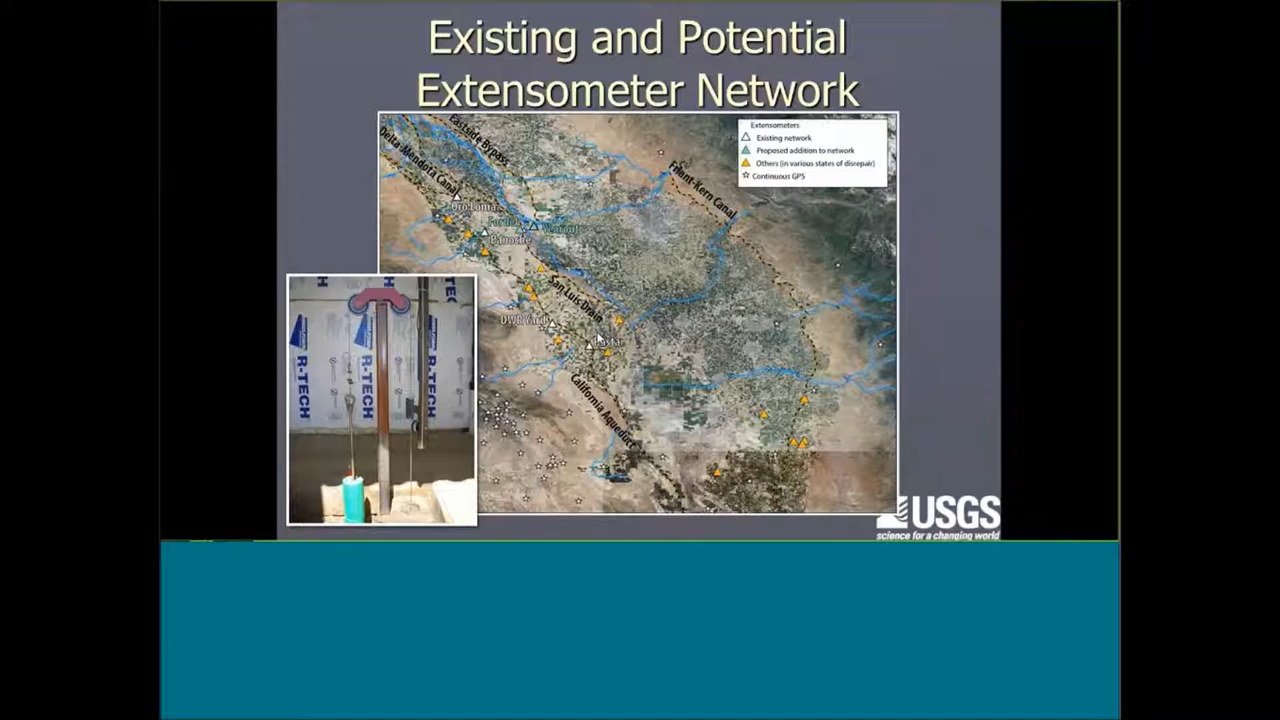 Existing and Potential
Extensometer Network
Extensometers
Existing network
Proposed addition to network
Others (in various states of disrepair)
Continuous GPS
Eastside Bypass
Delta-Mendota Canal
Friant-Kern Canal
Oro Loma
Panoche
San Luis Drain
DWR Yard
California Aqueduct
R-TECH
R-TECH
R-TECH
USGS
science for a changing world